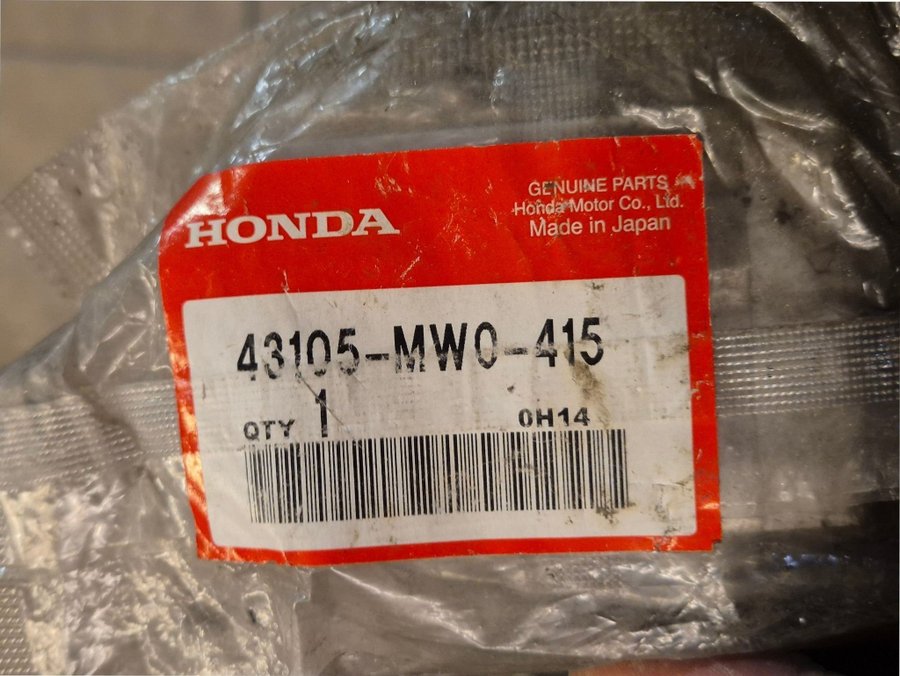 HONDA
GENUINE PARTS
Honda Motor Co., Ltd.
Made in Japan
43105-MW0-415
QTY 1
0H14